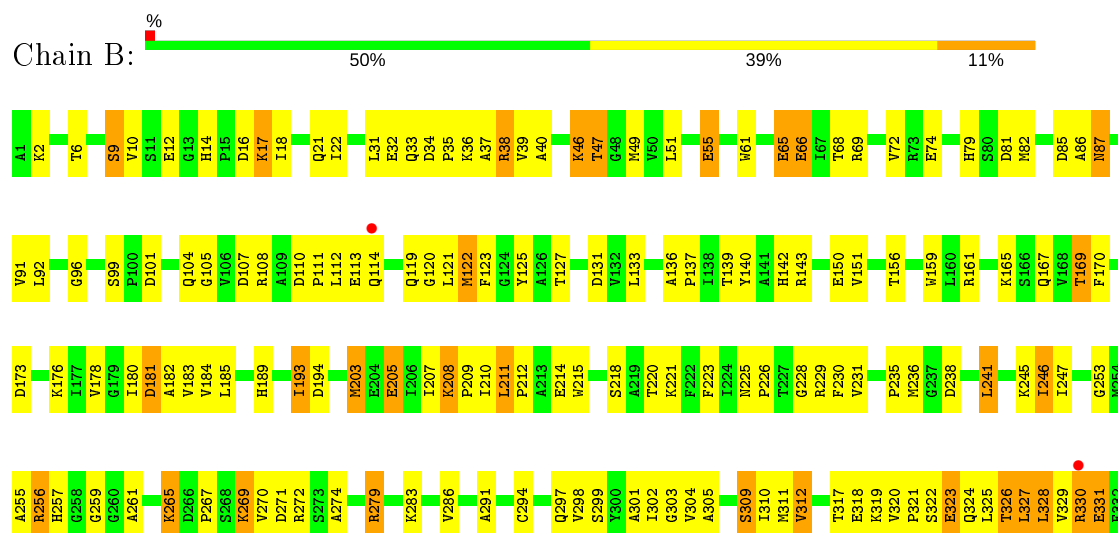 %
Chain B:
50% 39% 11%
A1 K2 T6 S9 V10 S11 E12 G13 H14 P15 D16 K17 I18 Q21 I22 L31 E32 Q33 D34 P35 K36 A37 R38 V39 A40 K46 T47 G48 M49 V50 L51 E55 W61 E65 E66 I67 T68 R69 V72 R73 E74 H79 S80 D81 M82 D85 A86 N87
V91 L92 G96 S99 P100 D101 Q104 G105 V106 D107 R108 A109 D110 P111 L112 E113 Q114 Q119 G120 L121 M122 F123 G124 Y125 A126 T127 D131 V132 L133 A136 P137 I138 T139 Y140 A141 H142 R143 E150 V151 T156 W159 L160 R161 K165 S166 Q167 V168 T169 F170
D173 K176 I177 V178 G179 I180 D181 A182 V183 V184 L185 H189 I193 D194 M203 E204 E205 I206 I207 K208 P209 I210 L211 P212 A213 E214 W215 S218 A219 T220 K221 F222 F223 I224 N225 P226 T227 G228 R229 F230 V231 P235 M236 G237 D238 L241 K245 I246 I247 G253 M254
A255 R256 H257 G258 G259 G260 A261 K265 D266 P267 S268 K269 V270 D271 R272 S273 A274 R279 K283 V286 A291 C294 Q297 V298 S299 Y300 A301 I302 G303 V304 A305 S309 I310 M311 V312 T317 E318 K319 V320 P321 S322 E323 Q324 L325 T326 L327 L328 V329 R330 E331